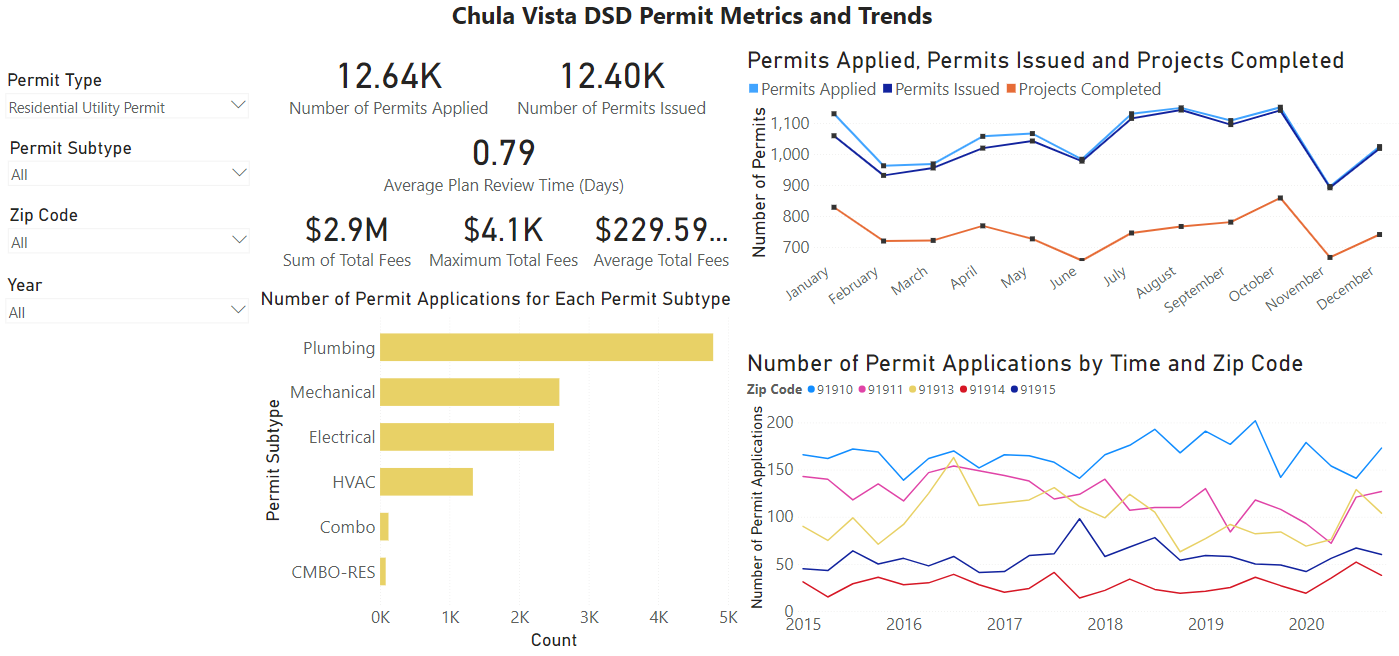 Chula Vista DSD Permit Metrics and Trends
Permit Type
Residential Utility Permit
Permit Subtype
All
Zip Code
All
Year
All
12.64K
Number of Permits Applied
12.40K
Number of Permits Issued
0.79
Average Plan Review Time (Days)
$2.9M
Sum of Total Fees
$4.1K
Maximum Total Fees
$229.59...
Average Total Fees
Number of Permit Applications for Each Permit Subtype
Permit Subtype
Plumbing
Mechanical
Electrical
HVAC
Combo
CMBO-RES
0K 1K 2K 3K 4K 5K
Count
Permits Applied, Permits Issued and Projects Completed
Permits Applied Permits Issued Projects Completed
Number of Permits
1,100
1,000
900
800
700
January February March April May June July August September October November December
Number of Permit Applications by Time and Zip Code
Zip Code 91910 91911 91913 91914 91915
Number of Permit Applications
200
150
100
50
0
2015 2016 2017 2018 2019 2020